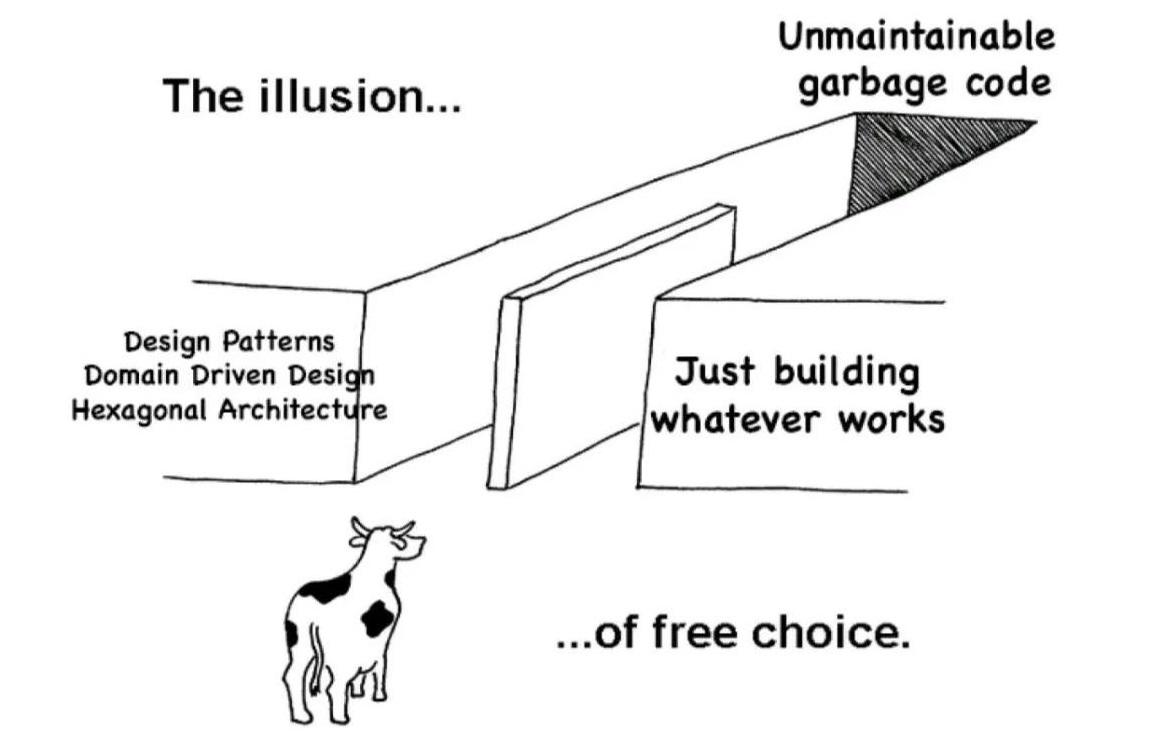 The illusion...
Unmaintainable
garbage code
Design Patterns
Domain Driven Design
Hexagonal Architecture
Just building
whatever works
...of free choice.